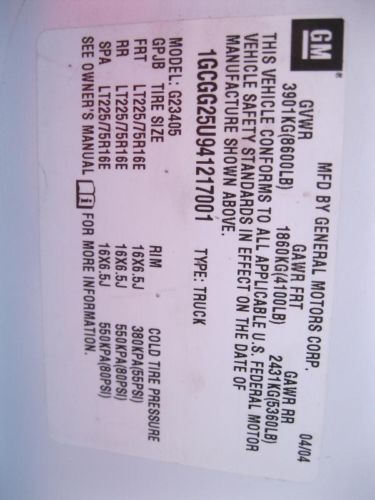 GM
MFD BY GENERAL MOTORS CORP. 04/04
GVWR GAWR FRT GAWR RR
3901KG(8600LB) 1860KG(4100LB) 2431KG(5360LB)
THIS VEHICLE CONFORMS TO ALL APPLICABLE U.S. FEDERAL MOTOR
VEHICLE SAFETY STANDARDS IN EFFECT ON THE DATE OF
MANUFACTURE SHOWN ABOVE.
1GCGG25U941217001 TYPE: TRUCK
MODEL: G23405
GPJB TIRE SIZE RIM COLD TIRE PRESSURE
FRT LT225/75R16E 16X6.5J 380KPA(55PSI)
RR LT225/75R16E 16X6.5J 550KPA(80PSI)
SPA LT225/75R16E 16X6.5J 550KPA(80PSI)
SEE OWNER'S MANUAL FOR MORE INFORMATION.